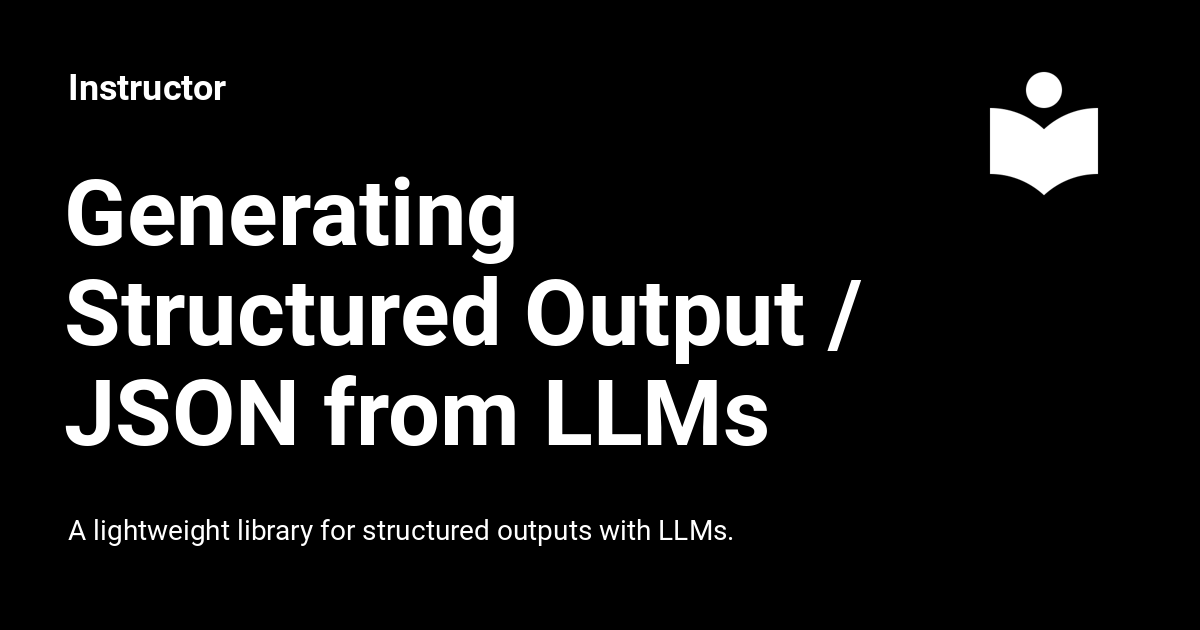 Instructor
Generating
Structured Output /
JSON from LLMs
A lightweight library for structured outputs with LLMs.